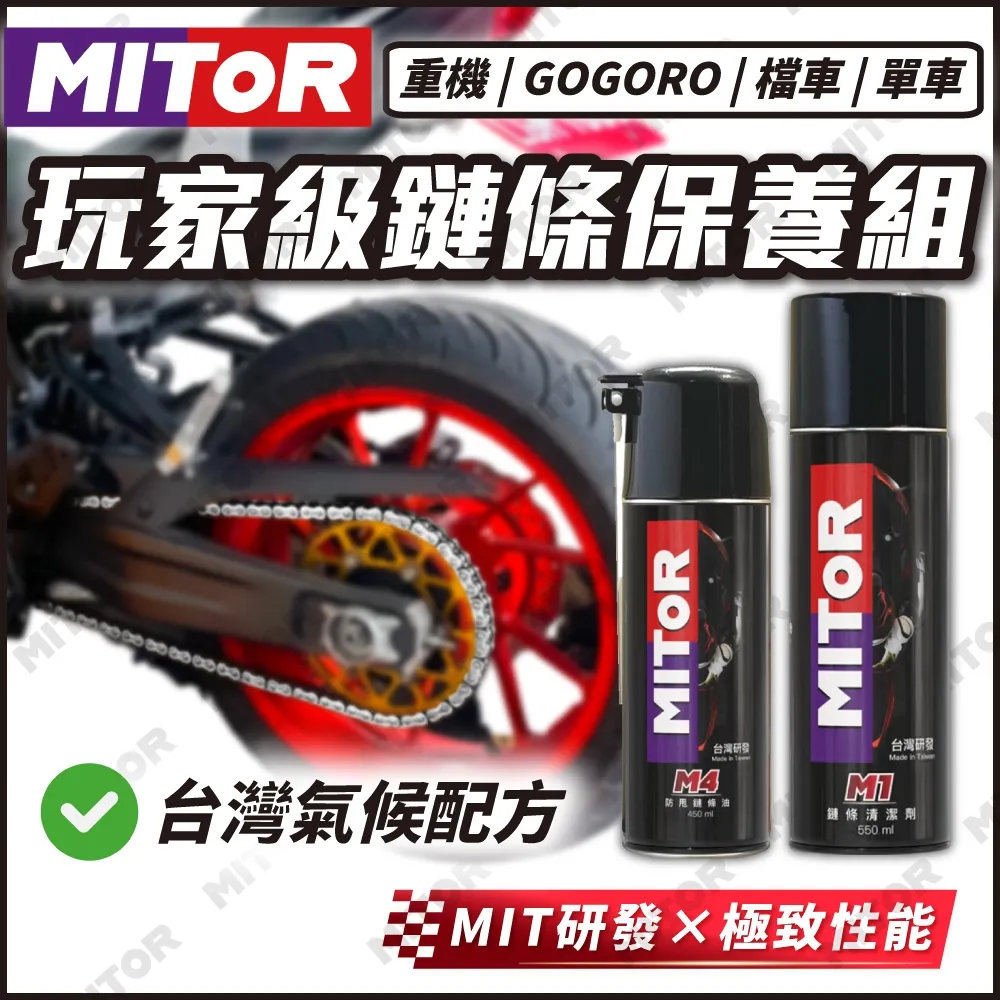 MITOR
重機 | GOGORO | 檔車 | 單車
玩家級鏈條保養組
MITOR
台灣研發
Made In Taiwan
M4
防甩鏈條油
450 ml
MITOR
台灣研發
Made In Taiwan
M1
鏈條清潔劑
550 ml
台灣氣候配方
MIT研發×極致性能